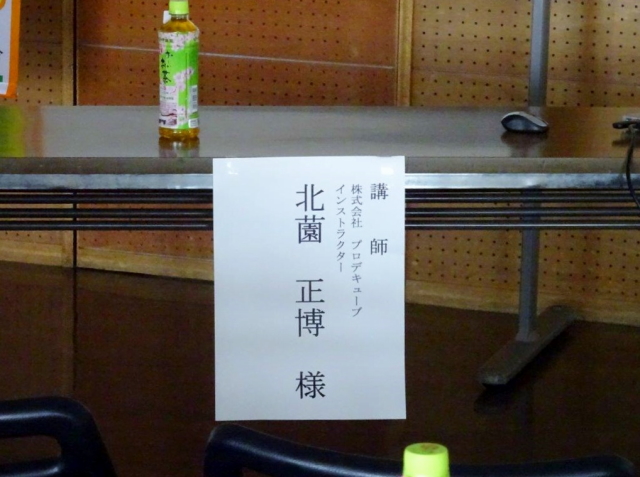 講師
株式会社 プロデキューブ
インストラクター
北薗 正博 様